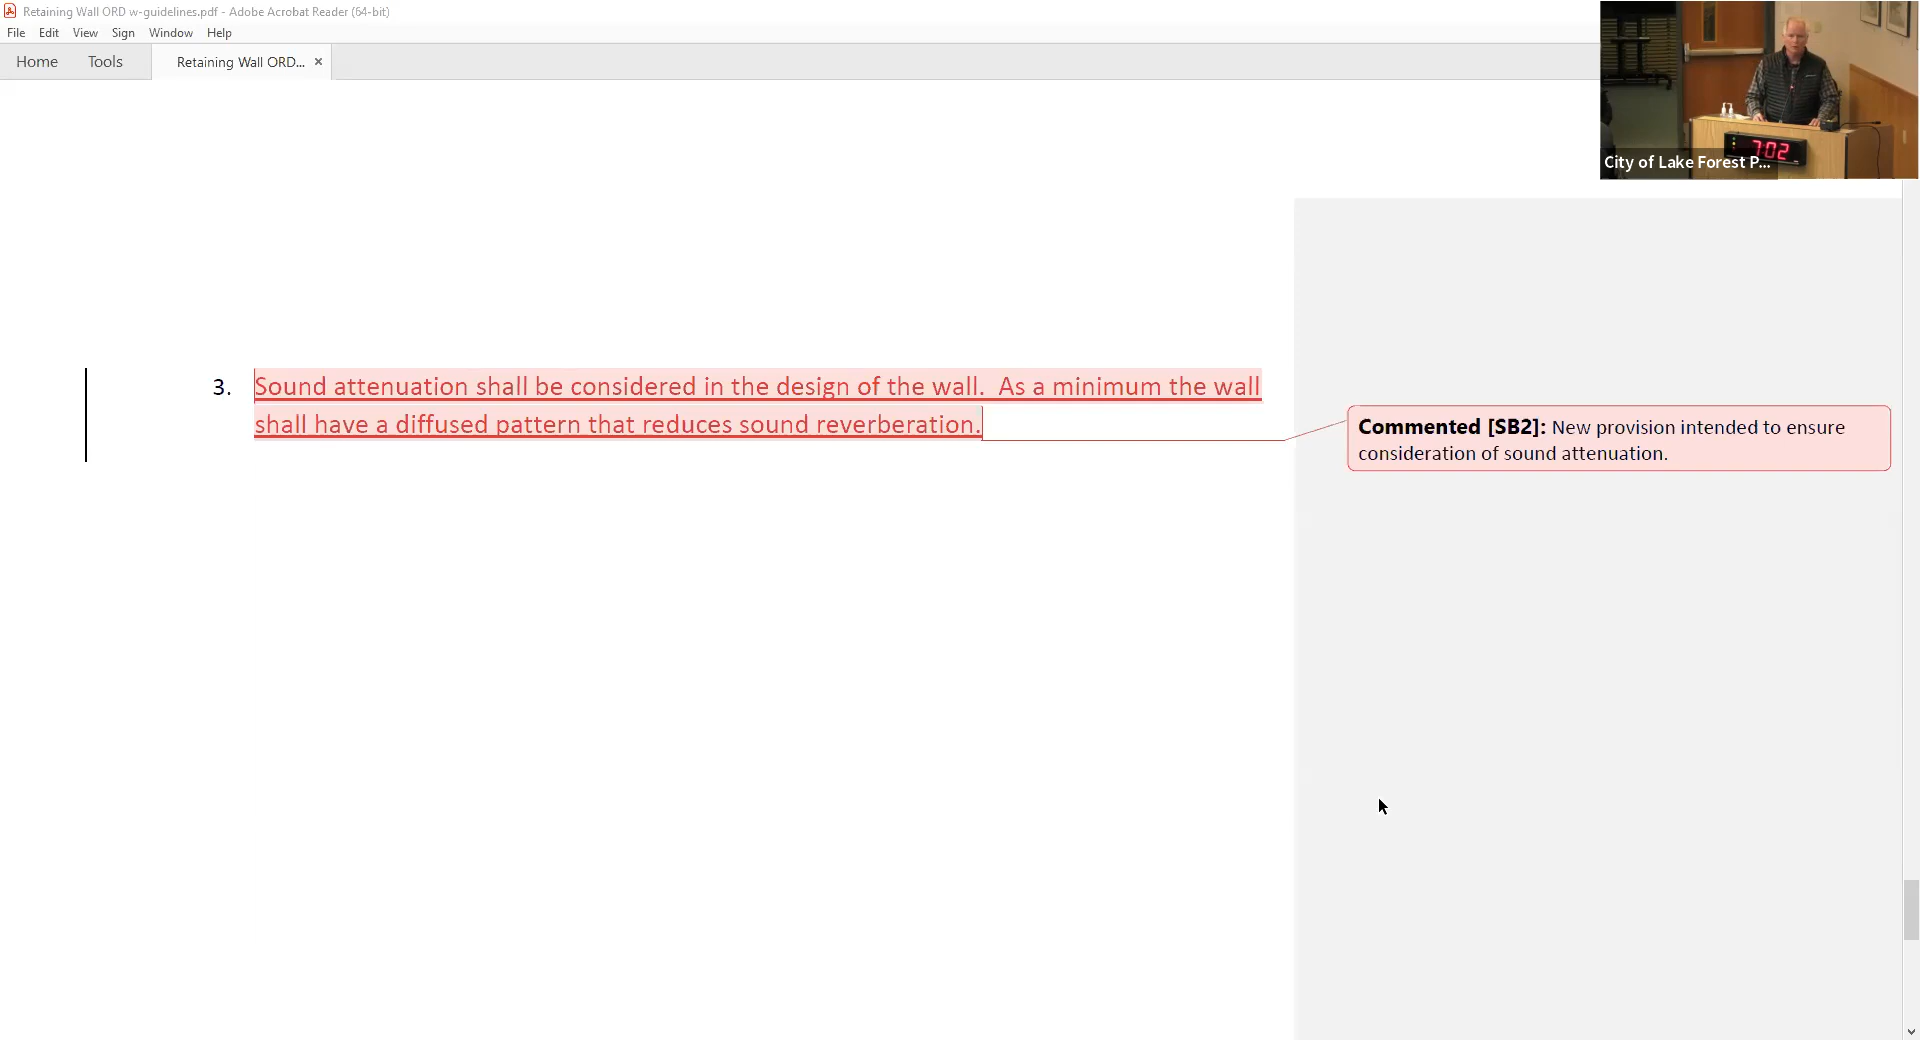 Retaining Wall ORD w-guidelines.pdf - Adobe Acrobat Reader (64-bit)
File Edit View Sign Window Help
Home Tools Retaining Wall ORD... ×
7:02
City of Lake Forest P...
3. Sound attenuation shall be considered in the design of the wall. As a minimum the wall
shall have a diffused pattern that reduces sound reverberation.
Commented [SB2]: New provision intended to ensure
consideration of sound attenuation.